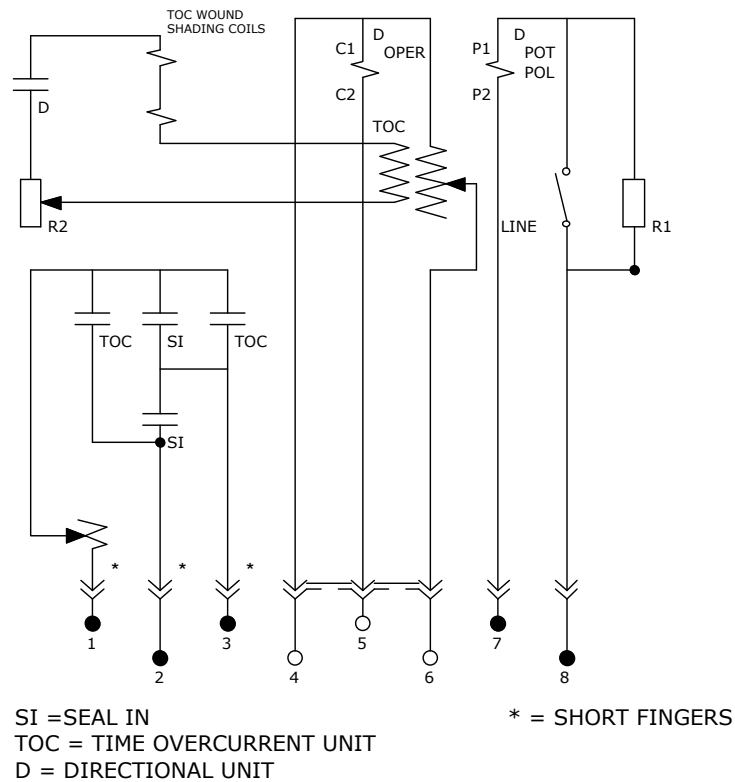 TOC WOUND
SHADING COILS
C1
D
OPER
P1
D
POT
POL
C2
P2
D
TOC
R2
LINE
R1
TOC
SI
TOC
SI
*
*
*
1
2
3
4
5
6
7
8
SI =SEAL IN
* = SHORT FINGERS
TOC = TIME OVERCURRENT UNIT
D = DIRECTIONAL UNIT